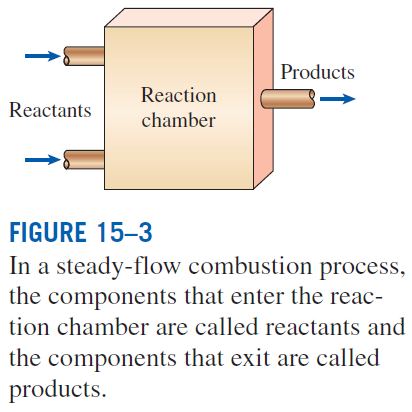 Products
Reaction
chamber
Reactants
FIGURE 15–3
In a steady-flow combustion process,
the components that enter the reac-
tion chamber are called reactants and
the components that exit are called
products.